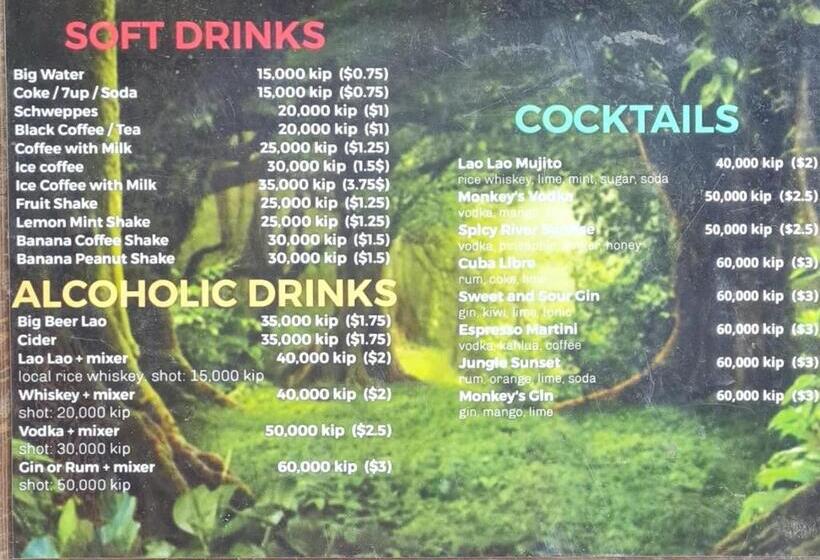 SOFT DRINKS
Big Water 15,000 kip ($0.75)
Coke / 7up / Soda 15,000 kip ($0.75)
Schweppes 20,000 kip ($1)
Black Coffee / Tea 20,000 kip ($1)
Coffee with Milk 25,000 kip ($1.25)
Ice coffee 30,000 kip (1.5$)
Ice Coffee with Milk 35,000 kip (3.75$)
Fruit Shake 25,000 kip ($1.25)
Lemon Mint Shake 25,000 kip ($1.25)
Banana Coffee Shake 30,000 kip ($1.5)
Banana Peanut Shake 30,000 kip ($1.5)
ALCOHOLIC DRINKS
Big Beer Lao 35,000 kip ($1.75)
Cider 35,000 kip ($1.75)
Lao Lao + mixer 40,000 kip ($2)
local rice whiskey. shot: 15,000 kip
Whiskey + mixer 40,000 kip ($2)
shot: 20,000 kip
Vodka + mixer 50,000 kip ($2.5)
shot: 30,000 kip
Gin or Rum + mixer 60,000 kip ($3)
shot: 50,000 kip
COCKTAILS
Lao Lao Mujito 40,000 kip ($2)
rice whiskey, lime, mint, sugar, soda
Monkey's Vodka 50,000 kip ($2.5)
vodka, mango
Spicy River Sunrise 50,000 kip ($2.5)
vodka, pineapple, honey
Cuba Libre 60,000 kip ($3)
rum, coke, lime
Sweet and Sour Gin 60,000 kip ($3)
gin, kiwi, lime, tonic
Espresso Martini 60,000 kip ($3)
vodka, kahlua, coffee
Jungle Sunset 60,000 kip ($3)
rum, orange, lime, soda
Monkey's Gin 60,000 kip ($3)
gin, mango, lime